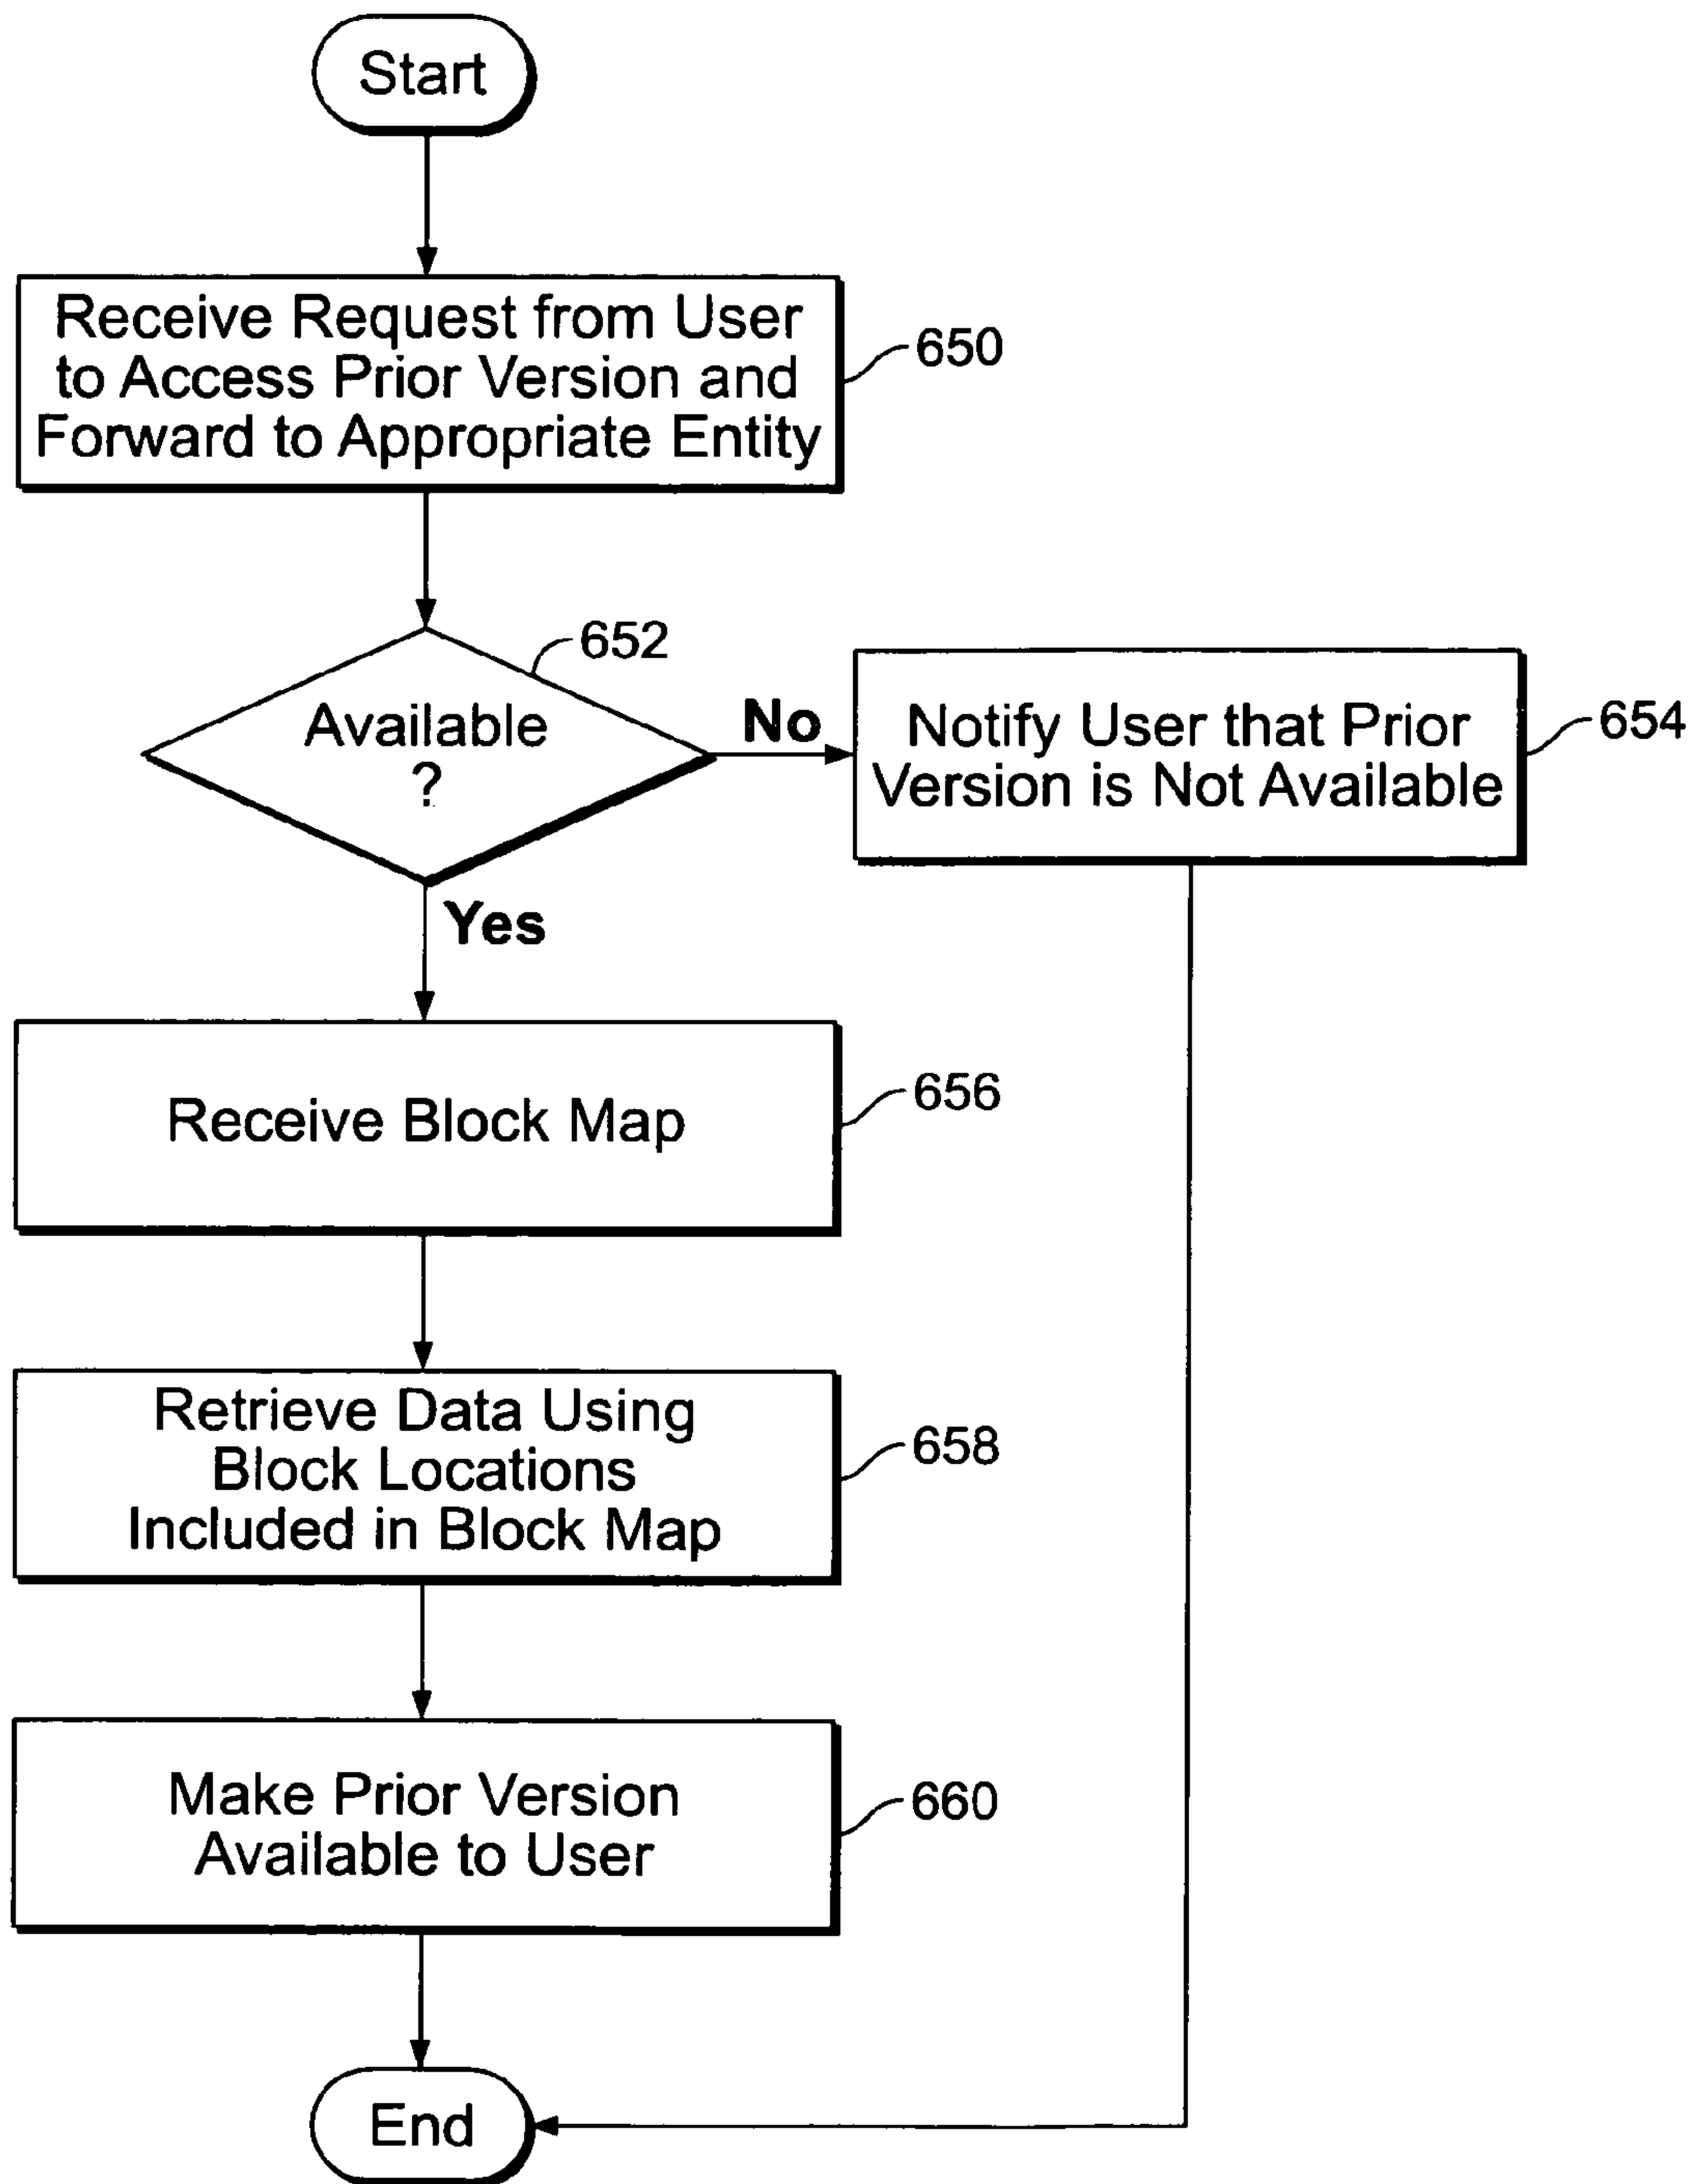 Start
Receive Request from User
to Access Prior Version and
Forward to Appropriate Entity
650
652
Available
?
No
Notify User that Prior
Version is Not Available
654
Yes
Receive Block Map
656
Retrieve Data Using
Block Locations
Included in Block Map
658
Make Prior Version
Available to User
660
End